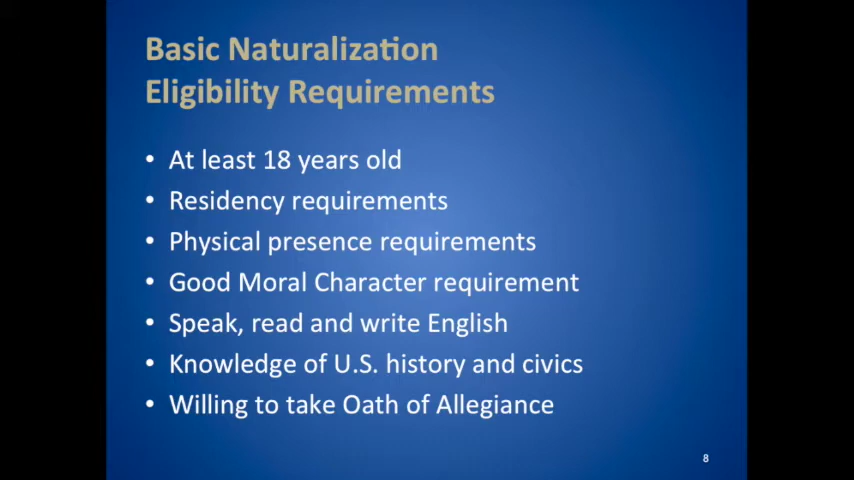 Basic Naturalization
Eligibility Requirements
• At least 18 years old
• Residency requirements
• Physical presence requirements
• Good Moral Character requirement
• Speak, read and write English
• Knowledge of U.S. history and civics
• Willing to take Oath of Allegiance
8